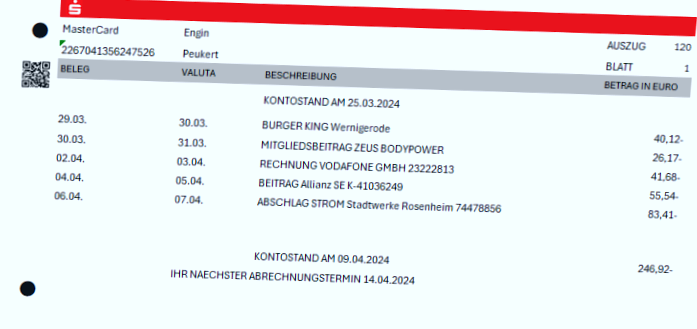 MasterCard Engin AUSZUG 120
2267041356247526 Peukert BLATT 1
BELEG VALUTA BESCHREIBUNG BETRAG IN EURO
KONTOSTAND AM 25.03.2024
29.03. 30.03. BURGER KING Wernigerode 40,12-
30.03. 31.03. MITGLIEDSBEITRAG ZEUS BODYPOWER 26,17-
02.04. 03.04. RECHNUNG VODAFONE GMBH 23222813 41,68-
04.04. 05.04. BEITRAG Allianz SE K-41036249 55,54-
06.04. 07.04. ABSCHLAG STROM Stadtwerke Rosenheim 74478856 83,41-
KONTOSTAND AM 09.04.2024 246,92-
IHR NAECHSTER ABRECHNUNGSTERMIN 14.04.2024